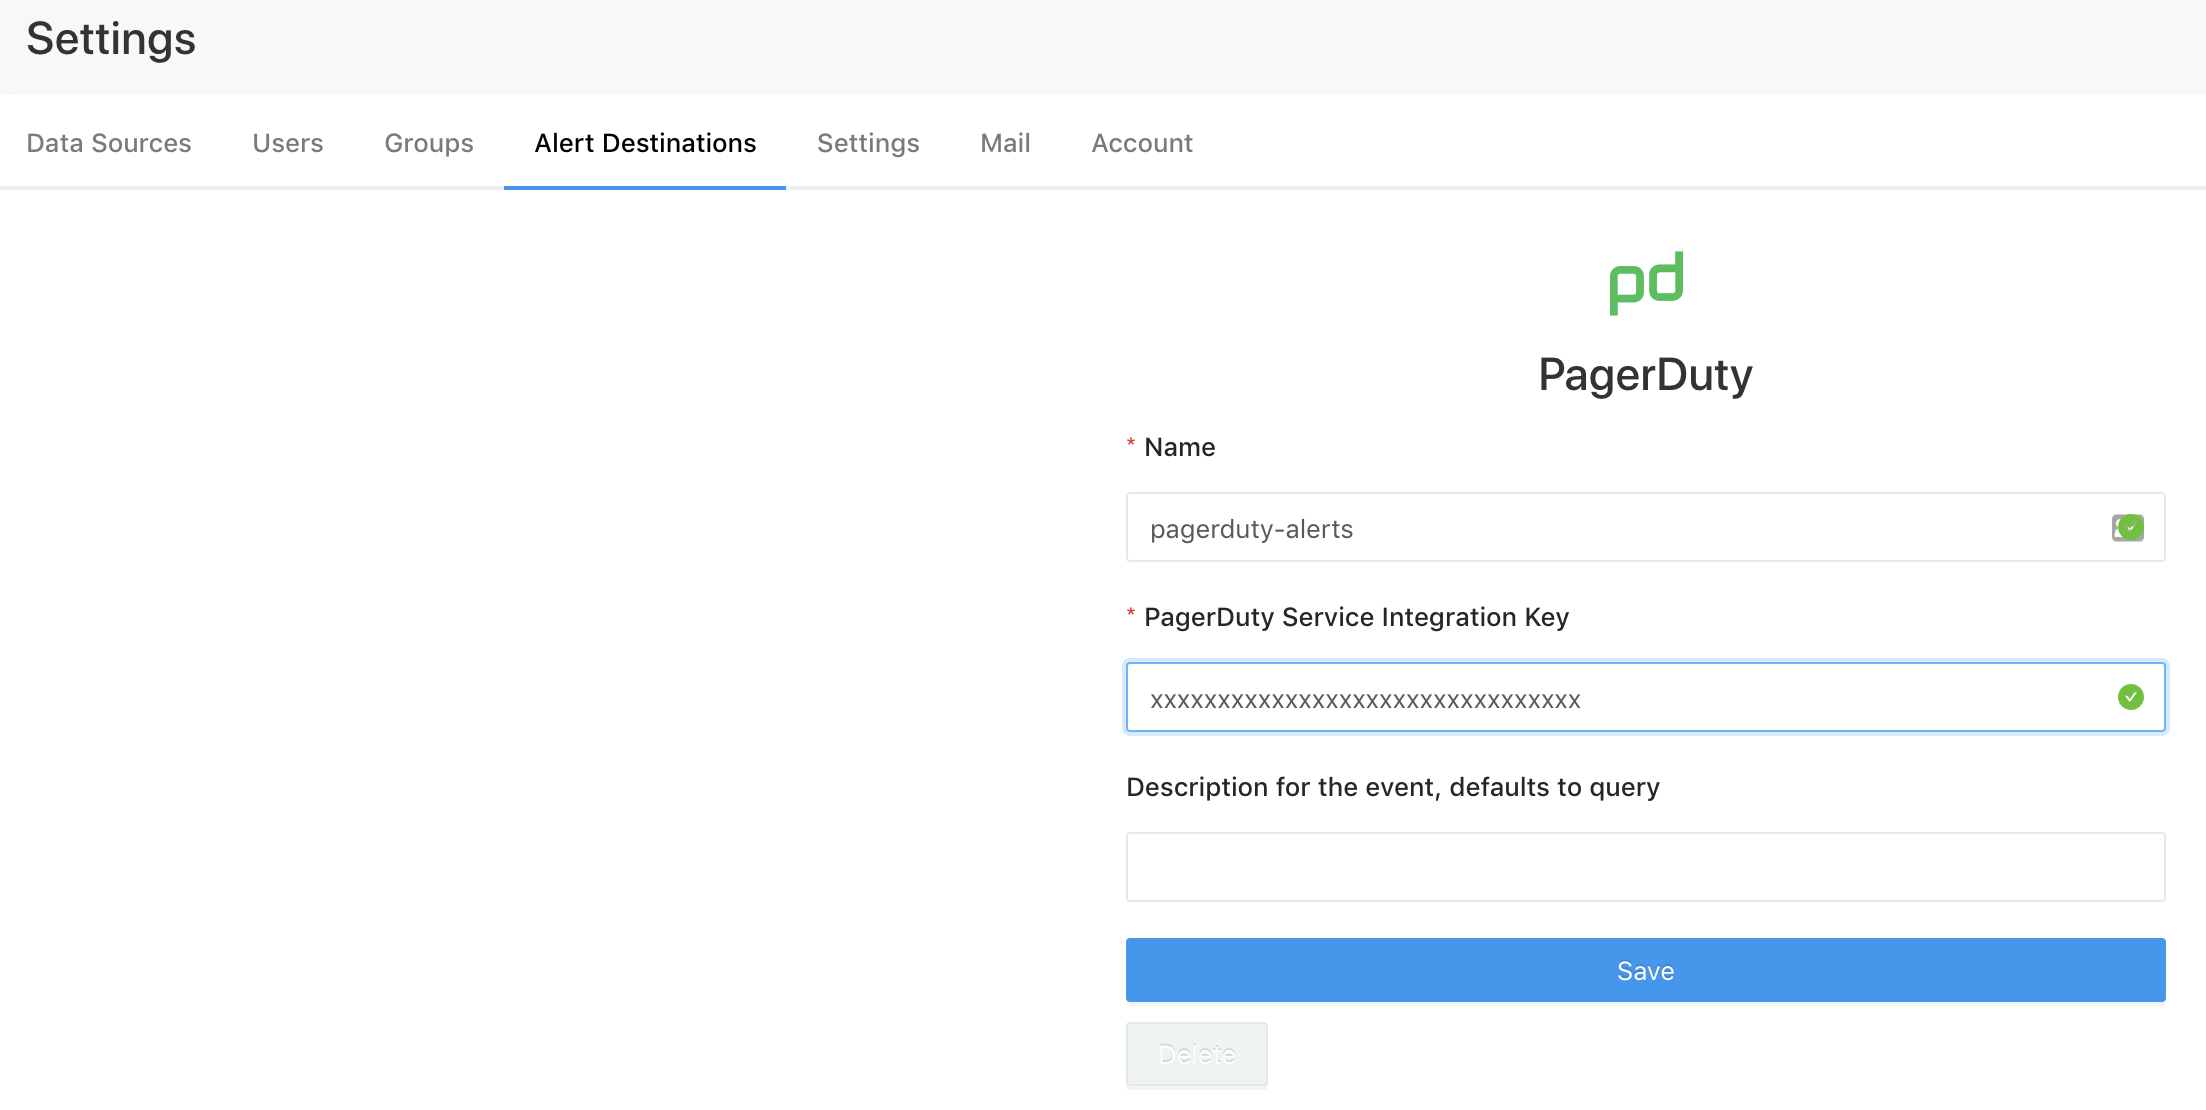 Settings
Data Sources Users Groups Alert Destinations Settings Mail Account
pd
PagerDuty
* Name
pagerduty-alerts
* PagerDuty Service Integration Key
xxxxxxxxxxxxxxxxxxxxxxxxxxxxxxxx
Description for the event, defaults to query
Save
Delete